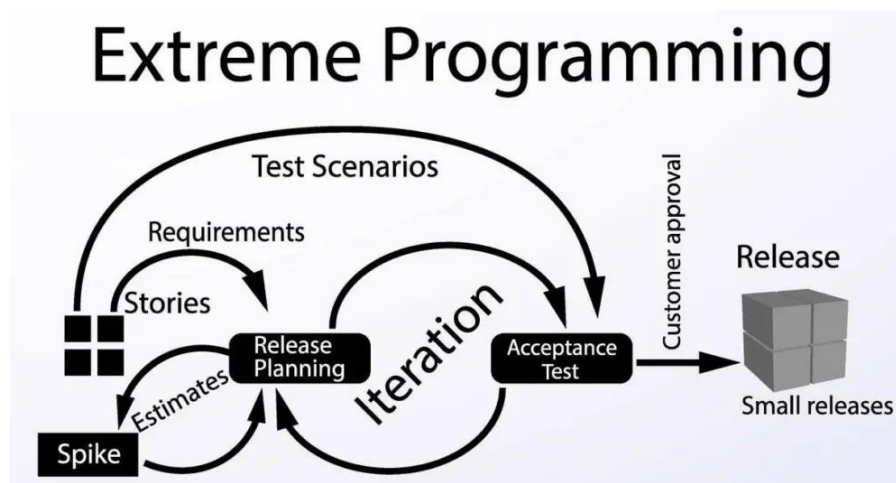 Extreme Programming
Test Scenarios
Requirements
Stories
Release
Planning
Estimates
Spike
Iteration
Acceptance
Test
Customer approval
Release
Small releases